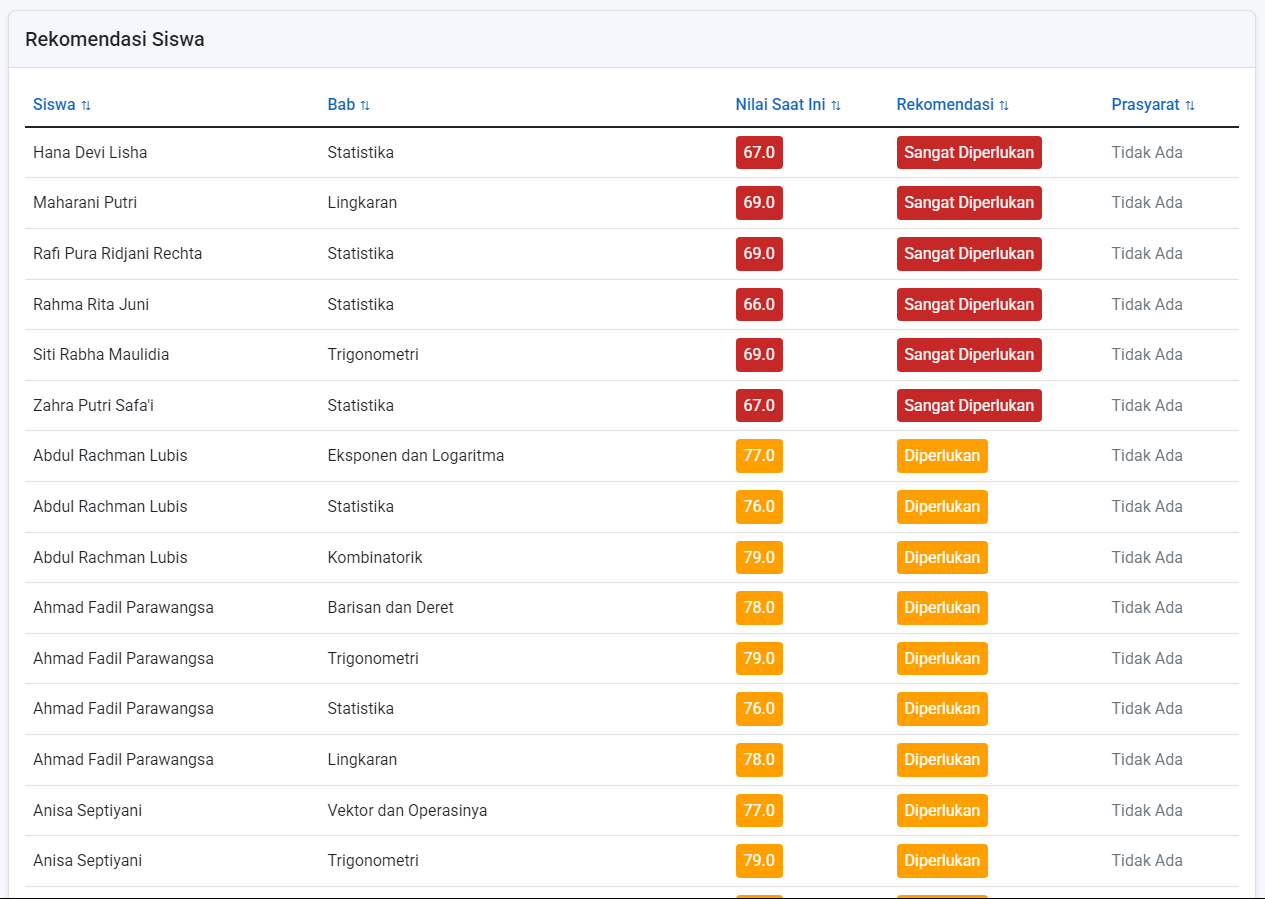 Rekomendasi Siswa
Siswa ⇅ Bab ⇅ Nilai Saat Ini ⇅ Rekomendasi ⇅ Prasyarat ⇅
Hana Devi Lisha Statistika 67.0 Sangat Diperlukan Tidak Ada
Maharani Putri Lingkaran 69.0 Sangat Diperlukan Tidak Ada
Rafi Pura Ridjani Rechta Statistika 69.0 Sangat Diperlukan Tidak Ada
Rahma Rita Juni Statistika 66.0 Sangat Diperlukan Tidak Ada
Siti Rabha Maulidia Trigonometri 69.0 Sangat Diperlukan Tidak Ada
Zahra Putri Safa'i Statistika 67.0 Sangat Diperlukan Tidak Ada
Abdul Rachman Lubis Eksponen dan Logaritma 77.0 Diperlukan Tidak Ada
Abdul Rachman Lubis Statistika 76.0 Diperlukan Tidak Ada
Abdul Rachman Lubis Kombinatorik 79.0 Diperlukan Tidak Ada
Ahmad Fadil Parawangsa Barisan dan Deret 78.0 Diperlukan Tidak Ada
Ahmad Fadil Parawangsa Trigonometri 79.0 Diperlukan Tidak Ada
Ahmad Fadil Parawangsa Statistika 76.0 Diperlukan Tidak Ada
Ahmad Fadil Parawangsa Lingkaran 78.0 Diperlukan Tidak Ada
Anisa Septiyani Vektor dan Operasinya 77.0 Diperlukan Tidak Ada
Anisa Septiyani Trigonometri 79.0 Diperlukan Tidak Ada